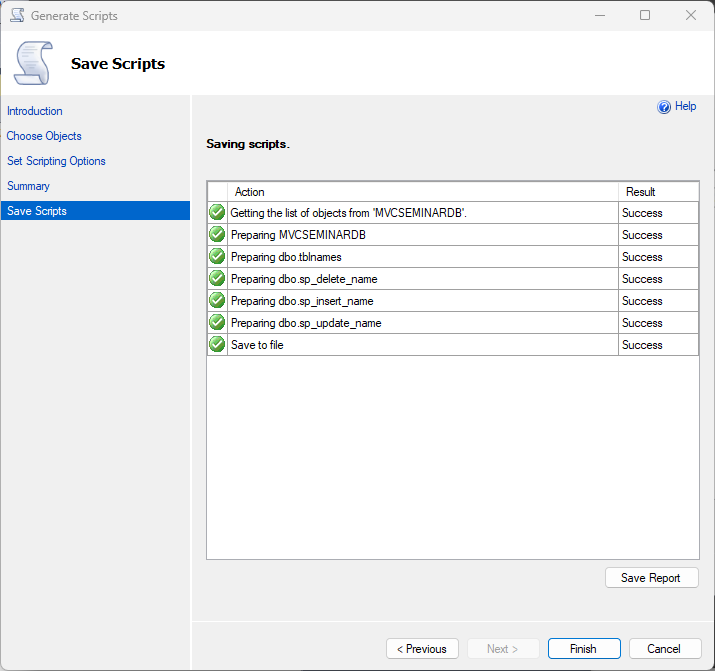 Generate Scripts
Save Scripts
Introduction
Choose Objects
Set Scripting Options
Summary
Save Scripts
Help
Saving scripts.
Action Result
Getting the list of objects from 'MVCSEMINARDB'. Success
Preparing MVCSEMINARDB Success
Preparing dbo.tblnames Success
Preparing dbo.sp_delete_name Success
Preparing dbo.sp_insert_name Success
Preparing dbo.sp_update_name Success
Save to file Success
Save Report
< Previous Next > Finish Cancel